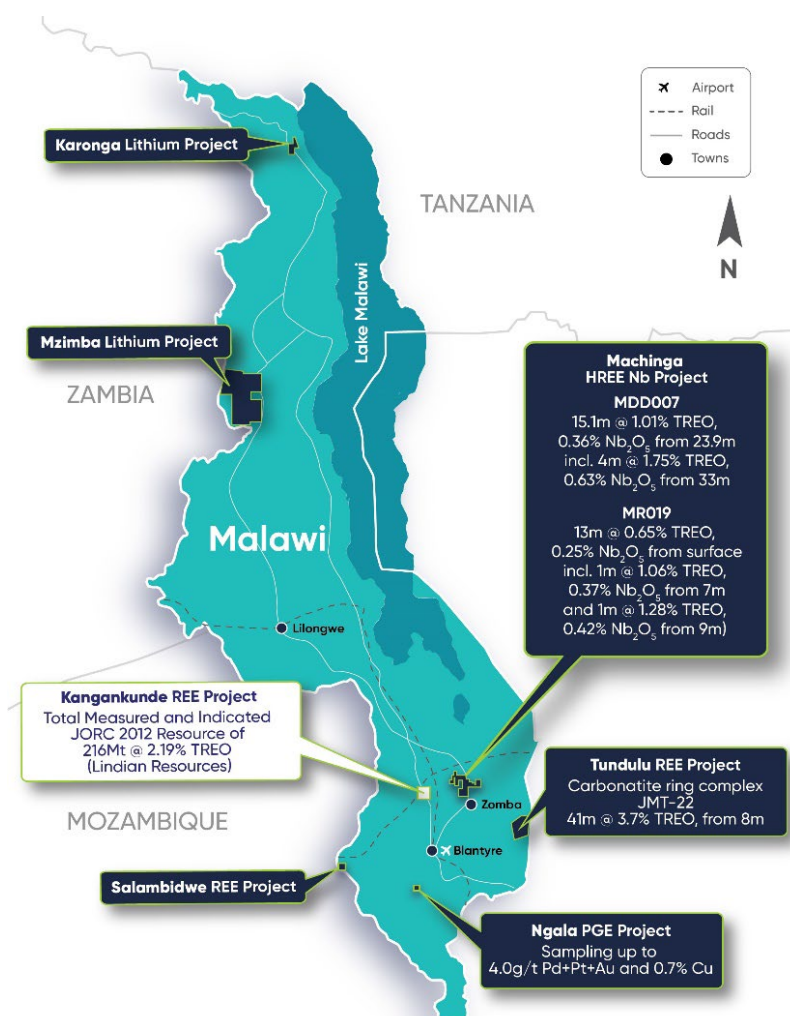 Airport
Rail
Roads
Towns
N
Karonga Lithium Project
TANZANIA
Lake Malawi
Mzimba Lithium Project
ZAMBIA
Machinga
HREE Nb Project
MDD007
15.1m @ 1.01% TREO,
0.36% Nb₂O₅ from 23.9m
incl. 4m @ 1.75% TREO,
0.63% Nb₂O₅ from 33m
MR019
13m @ 0.65% TREO,
0.25% Nb₂O₅ from surface
incl. 1m @ 1.06% TREO,
0.37% Nb₂O₅ from 7m
and 1m @ 1.28% TREO,
0.42% Nb₂O₅ from 9m)
Malawi
Lilongwe
Kangankunde REE Project
Total Measured and Indicated
JORC 2012 Resource of
216Mt @ 2.19% TREO
(Lindian Resources)
Tundulu REE Project
Carbonatite ring complex
JMT-22
41m @ 3.7% TREO, from 8m
Zomba
MOZAMBIQUE
Blantyre
Salambidwe REE Project
Ngala PGE Project
Sampling up to
4.0g/t Pd+Pt+Au and 0.7% Cu